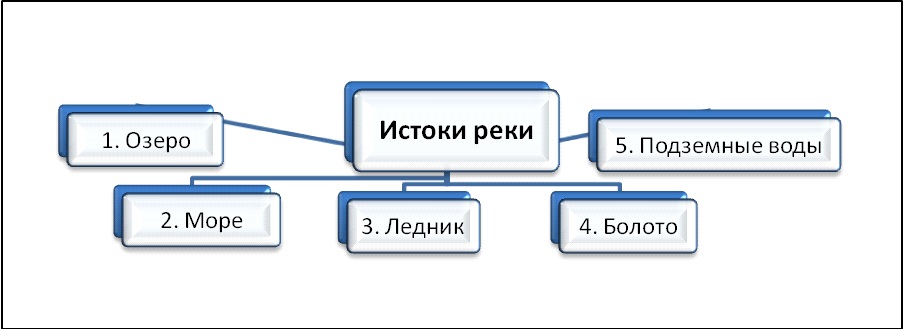 Истоки реки
1. Озеро
5. Подземные воды
2. Море
3. Ледник
4. Болото